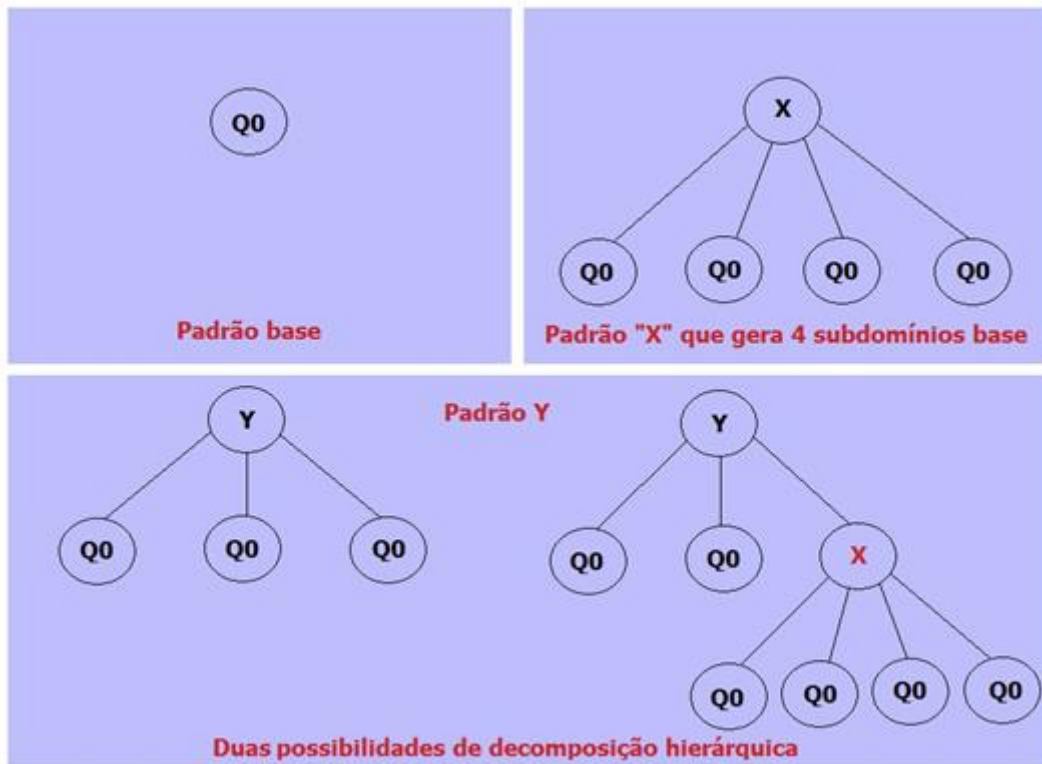 Q0
Padrão base
X
Q0 Q0 Q0 Q0
Padrão "X" que gera 4 subdomínios base
Padrão Y
Y
Q0 Q0 Q0
Y
Q0 Q0 X
Q0 Q0 Q0 Q0
Duas possibilidades de decomposição hierárquica